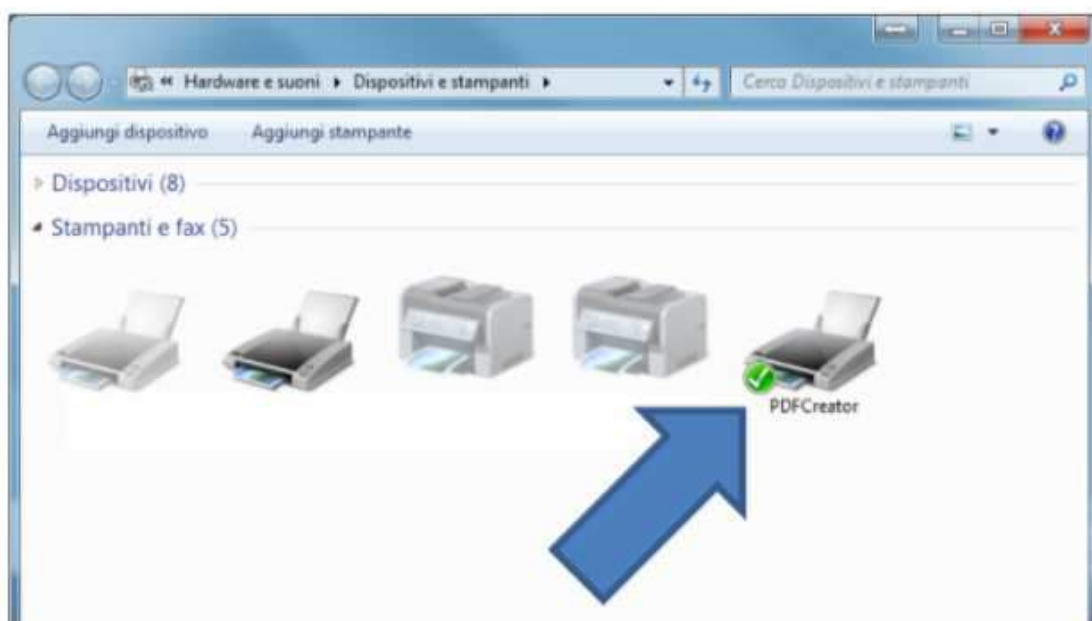 « Hardware e suoni ▸ Dispositivi e stampanti ▸
Cerca Dispositivi e stampanti
Aggiungi dispositivo Aggiungi stampante
Dispositivi (8)
Stampanti e fax (5)
PDFCreator